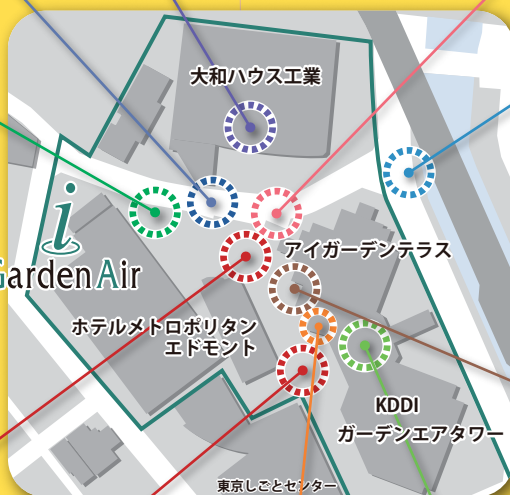 大和ハウス工業
アイガーデンテラス
i
Garden Air
ホテルメトロポリタン
エドモント
KDDI
ガーデンエアタワー
東京しごとセンター